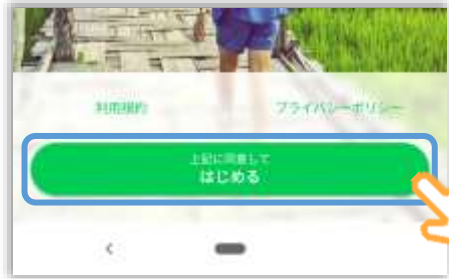 利用規約 プライバシーポリシー
上記に同意して
はじめる